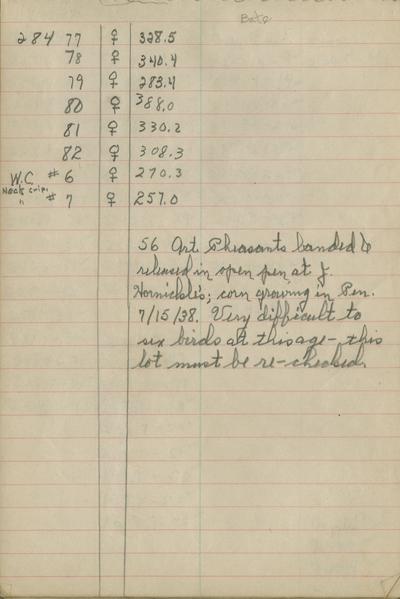 Bate
284 77 ♀ 328.5
78 ♀ 340.4
79 ♀ 283.4
80 ♀ 388.0
81 ♀ 330.2
82 ♀ 308.3
W.C. # 6 ♀ 270.3
Neck
" # 7 ♀ 257.0
56 Art. Pheasants banded &
released in open pen at J.
corn growing in Pen.
7/15/38. Very difficult to
sex birds at this age - this
lot must be re-checked.